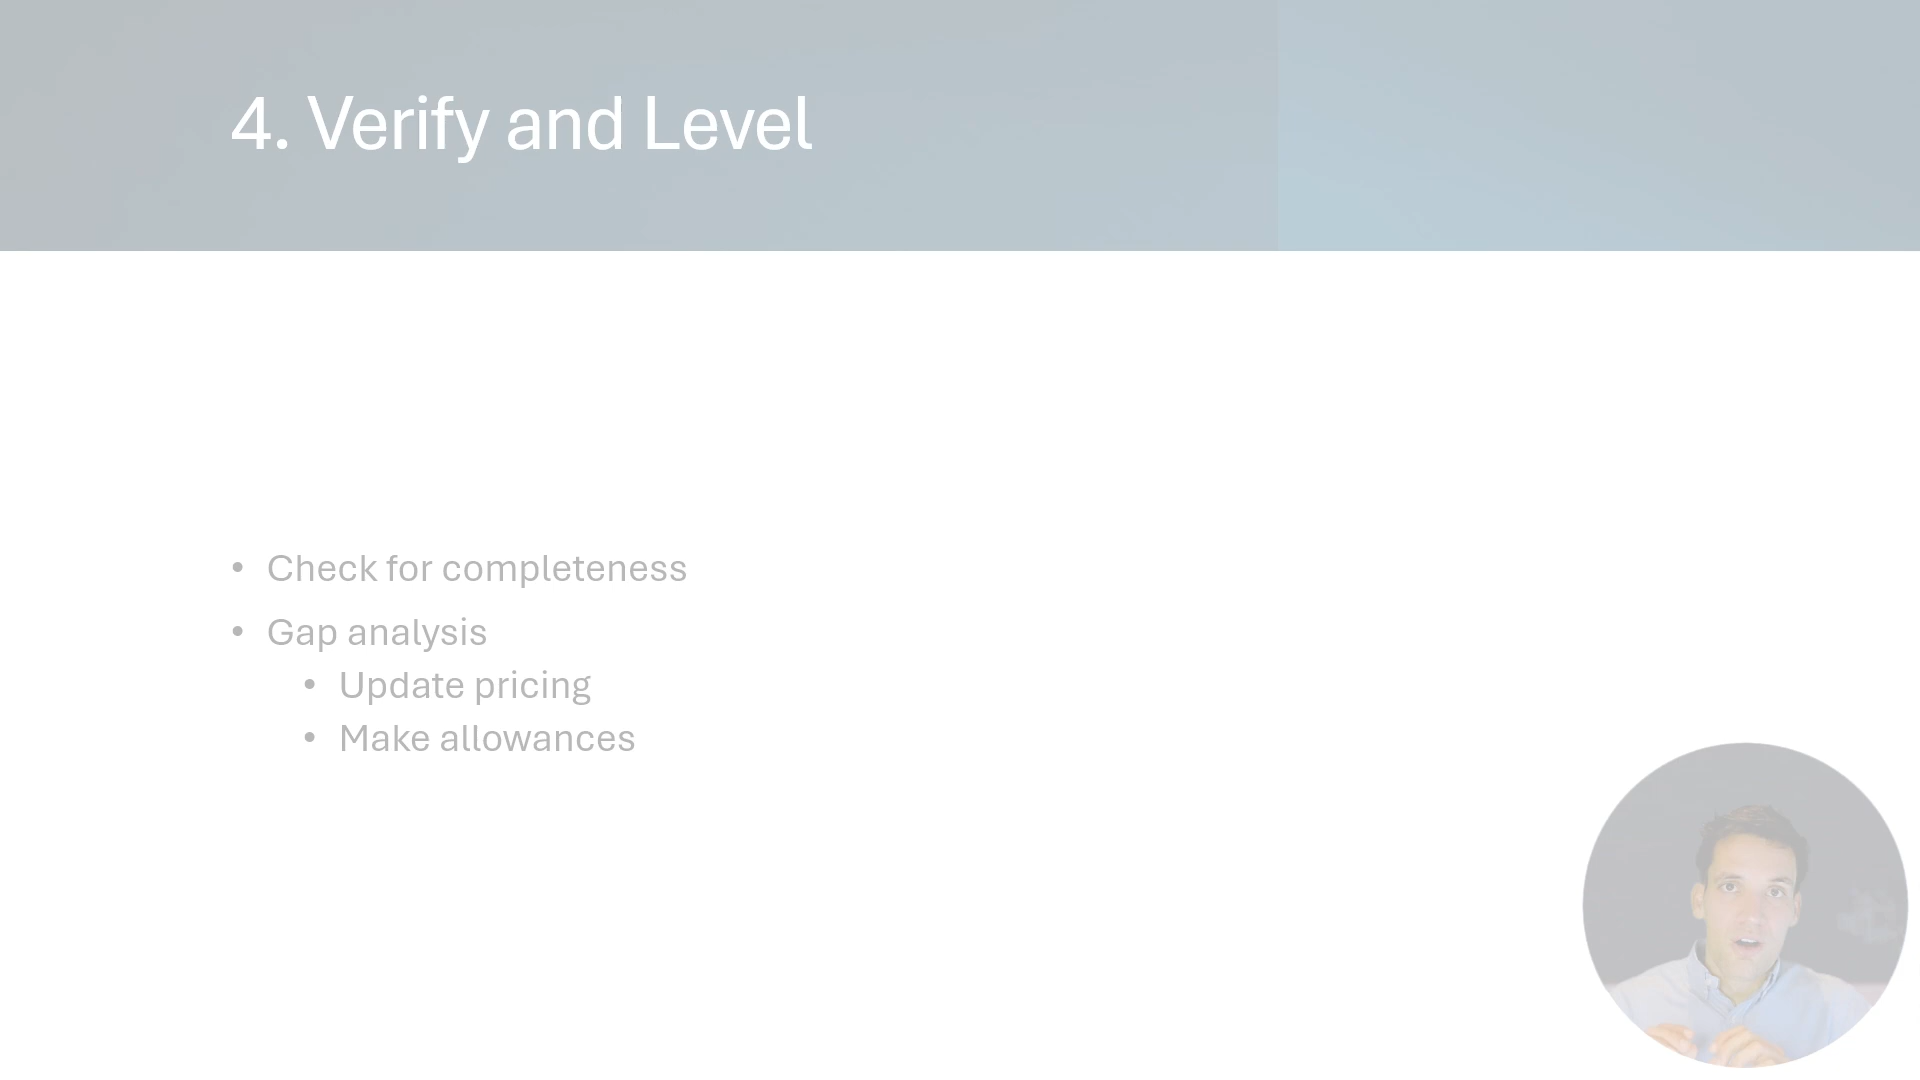 4. Verify and Level
• Check for completeness
• Gap analysis
• Update pricing
• Make allowances